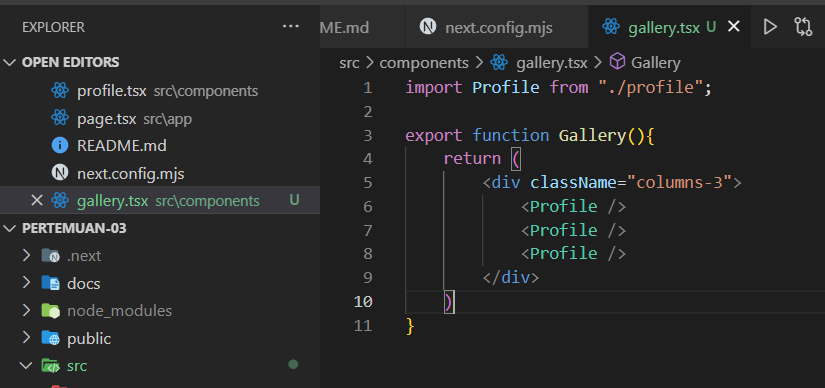 EXPLORER ...
OPEN EDITORS
profile.tsx src\components
page.tsx src\app
README.md
next.config.mjs
gallery.tsx src\components U
PERTEMUAN-03
.next
docs
node_modules
public
src
ME.md next.config.mjs gallery.tsx U
src > components > gallery.tsx > Gallery
1 import Profile from "./profile";
2
3 export function Gallery(){
4     return (
5         <div className="columns-3">
6             <Profile />
7             <Profile />
8             <Profile />
9         </div>
10     )
11 }